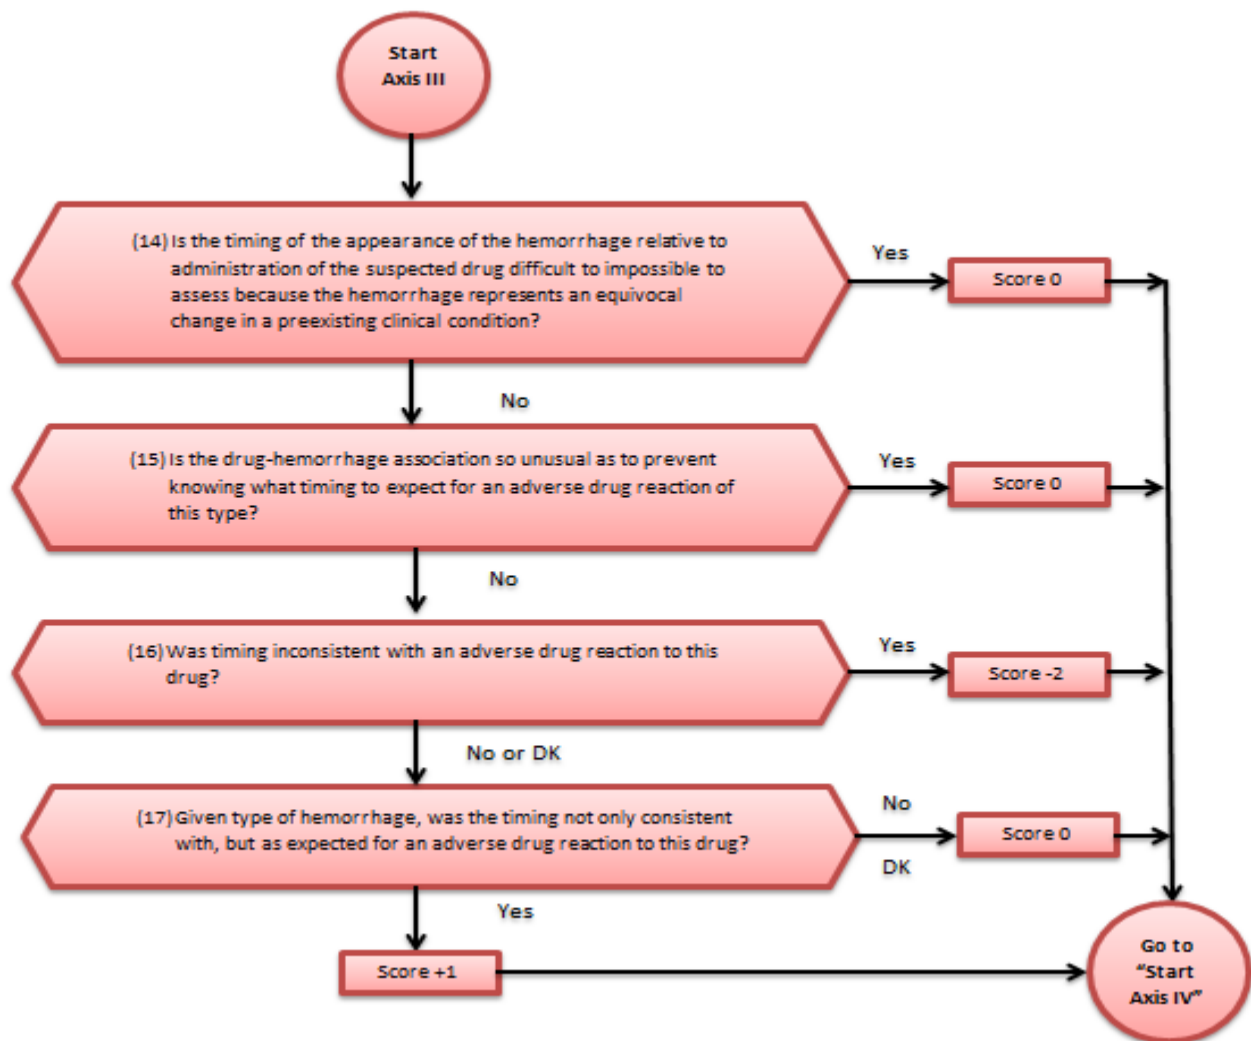 Start
Axis III
(14) Is the timing of the appearance of the hemorrhage relative to
administration of the suspected drug difficult to impossible to
assess because the hemorrhage represents an equivocal
change in a preexisting clinical condition?
Yes
Score 0
No
(15) Is the drug-hemorrhage association so unusual as to prevent
knowing what timing to expect for an adverse drug reaction of
this type?
Yes
Score 0
No
(16) Was timing inconsistent with an adverse drug reaction to this
drug?
Yes
Score -2
No or DK
(17) Given type of hemorrhage, was the timing not only consistent
with, but as expected for an adverse drug reaction to this drug?
No
DK
Score 0
Yes
Score +1
Go to
“Start
Axis IV”